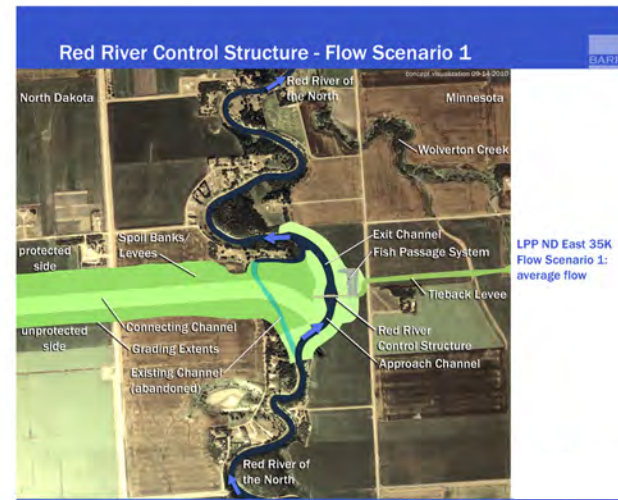 Red River Control Structure - Flow Scenario 1
BARR
concept visualization 09-14-2010
Red River of
the North
North Dakota
Minnesota
Wolverton Creek
Exit Channel
Fish Passage System
Spoil Banks/
Levees
protected
side
LPP ND East 35K
Flow Scenario 1:
average flow
Tieback Levee
Connecting Channel
unprotected
side
Grading Extents
Red River
Control Structure
Approach Channel
Existing Channel
(abandoned)
Red River of
the North